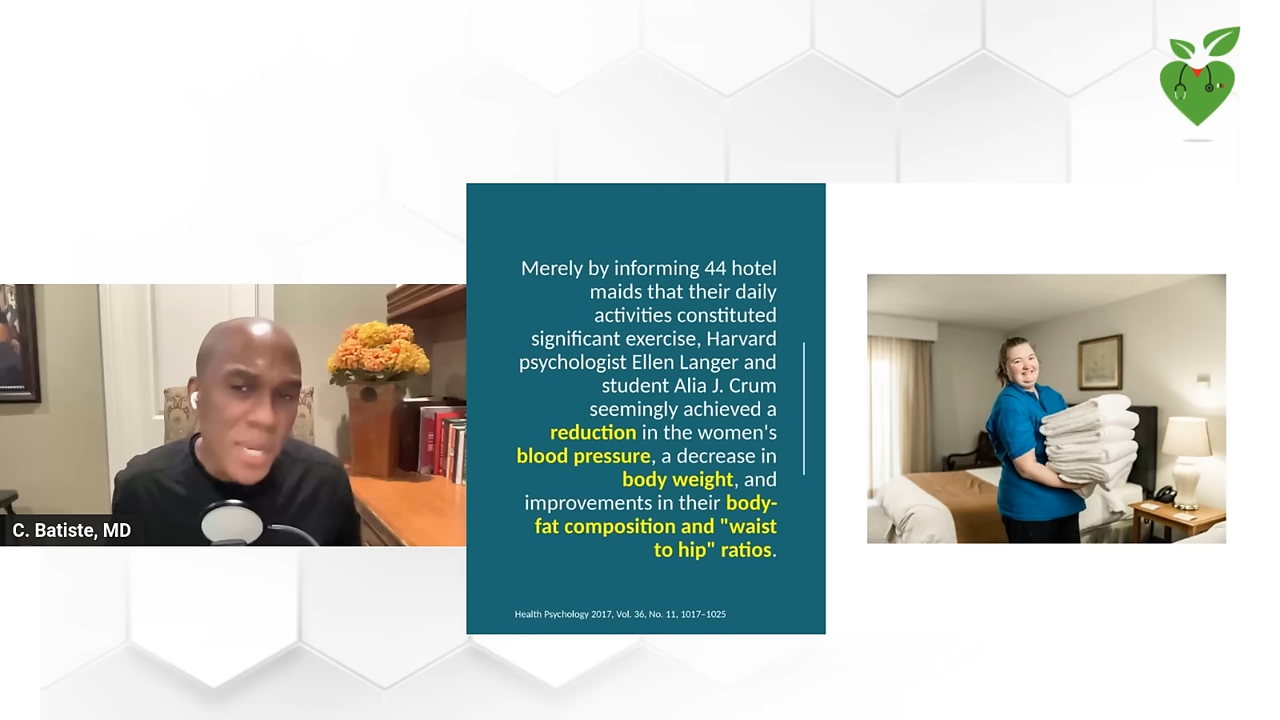 Merely by informing 44 hotel
maids that their daily
activities constituted
significant exercise, Harvard
psychologist Ellen Langer and
student Alia J. Crum
seemingly achieved a
reduction in the women's
blood pressure, a decrease in
body weight, and
improvements in their body-
fat composition and "waist
to hip" ratios.
Health Psychology 2017, Vol. 36, No. 11, 1017–1025
C. Batiste, MD